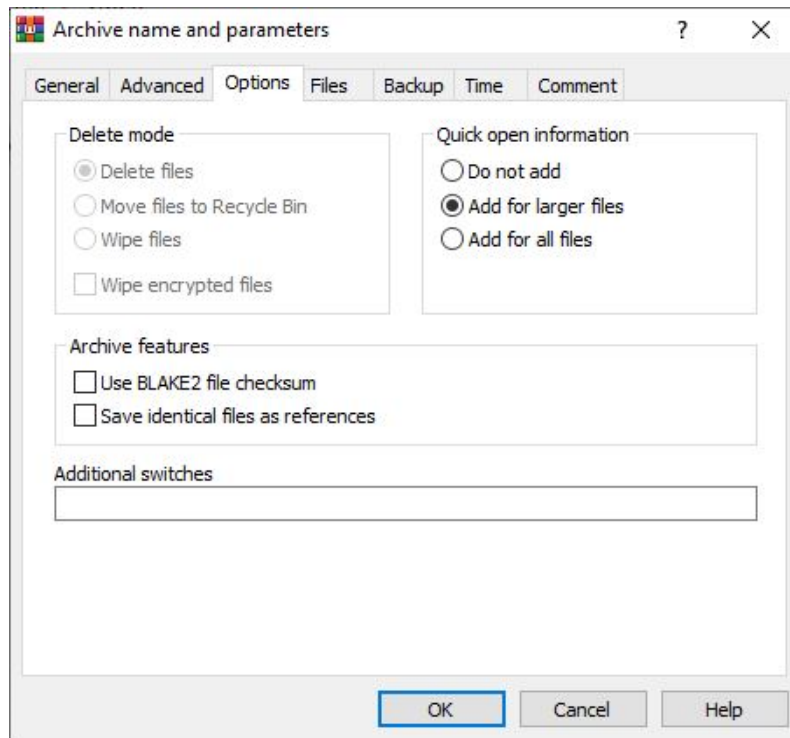 Archive name and parameters
General Advanced Options Files Backup Time Comment
Delete mode
Delete files
Move files to Recycle Bin
Wipe files
Wipe encrypted files
Quick open information
Do not add
Add for larger files
Add for all files
Archive features
Use BLAKE2 file checksum
Save identical files as references
Additional switches
OK Cancel Help